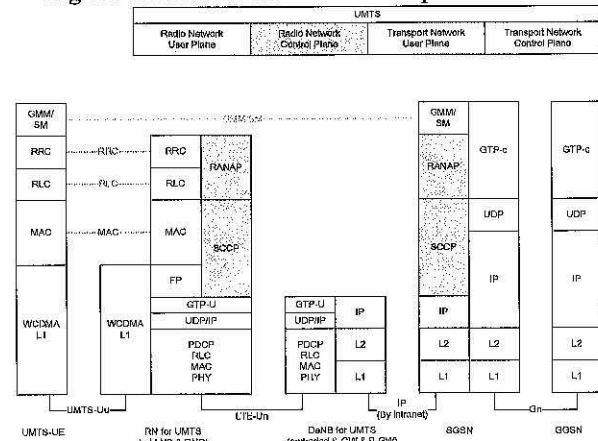 UMTS
Radio Network User Plane
Radio Network Control Plane
Transport Network User Plane
Transport Network Control Plane
GMM/SM
GMM/SM
GMM/SM
GTP-c
GTP-c
RRC
RRC
RRC
RANAP
RANAP
RLC
RLC
RLC
MAC
MAC
MAC
SCCP
SCCP
UDP
UDP
FP
IP
IP
WCDMA L1
WCDMA L1
GTP-U
GTP-U
IP
IP
UDP/IP
UDP/IP
PDCP
RLC
MAC
PHY
PDCP
RLC
MAC
PHY
L2
L2
L2
L2
L1
L1
L1
L1
UMTS-Uu
LTE-Un
IP
(By Intranet)
Gn
UMTS-UE
RN for UMTS
DeNB for UMTS
SGSN
GGSN